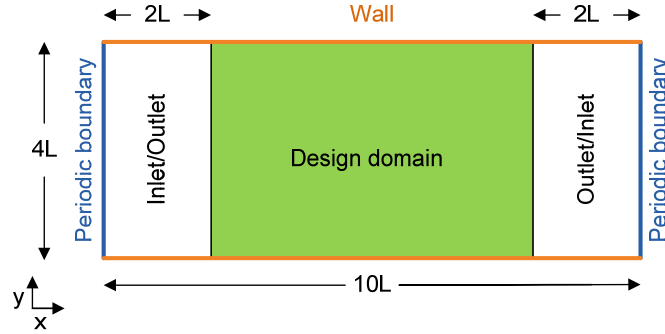 2L
Wall
2L
Periodic boundary
4L
Inlet/Outlet
Design domain
Outlet/Inlet
Periodic boundary
10L
y
x